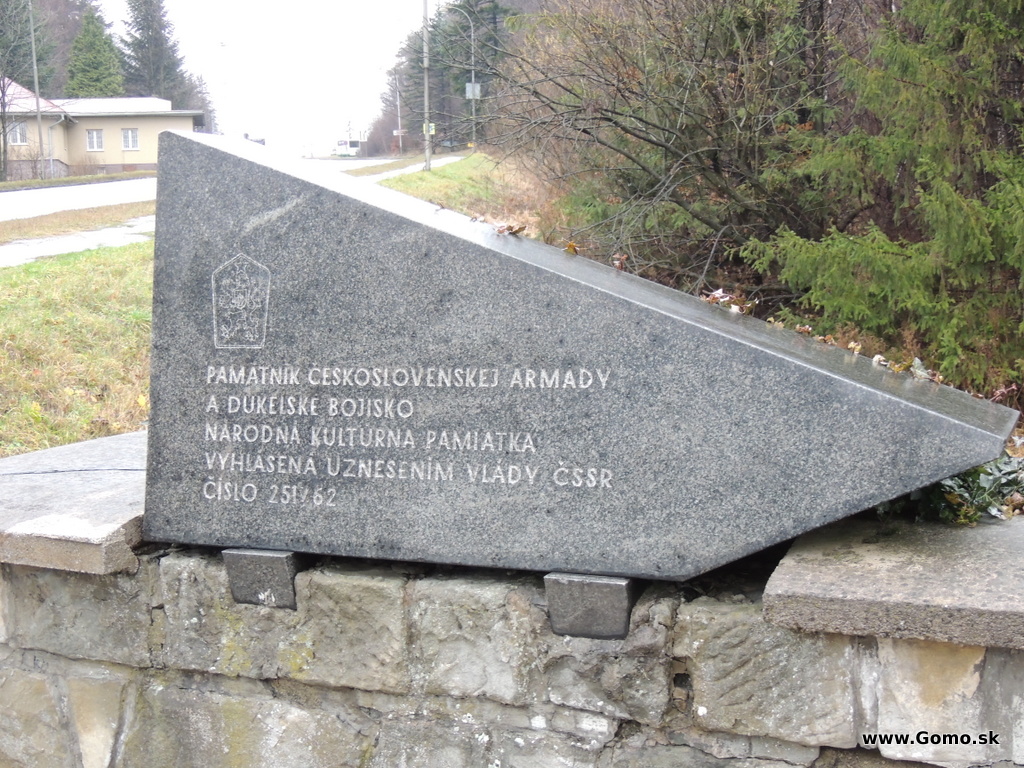 PAMÄTNÍK ČESKOSLOVENSKEJ ARMÁDY
A DUKELSKÉ BOJISKO
NÁRODNÁ KULTÚRNA PAMIATKA
VYHLÁSENÁ UZNESENÍM VLÁDY ČSSR
ČÍSLO 251/62
www.Gomo.sk